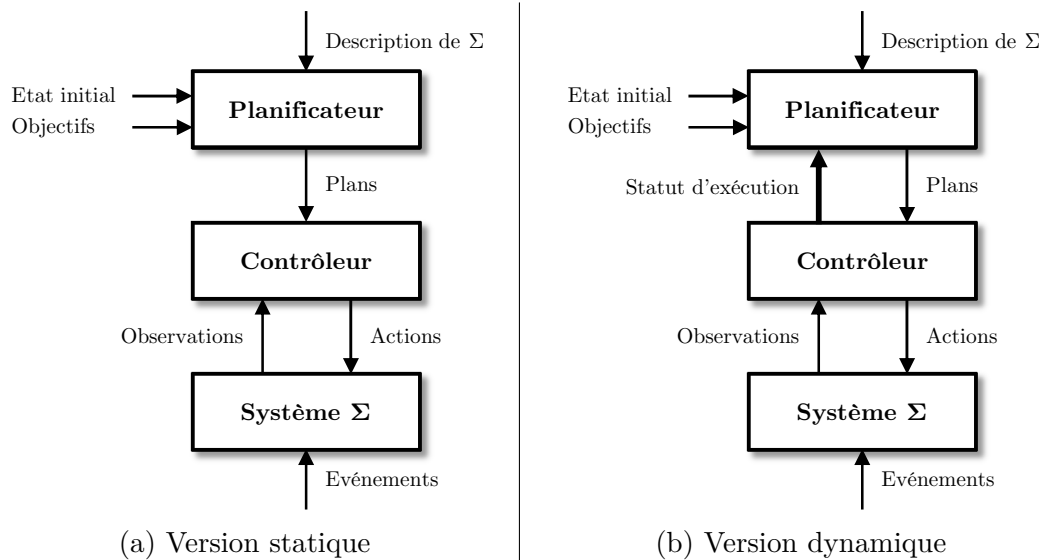 Description de Σ
Etat initial
Objectifs
Planificateur
Plans
Contrôleur
Observations
Actions
Système Σ
Evénements
(a) Version statique
Description de Σ
Etat initial
Objectifs
Planificateur
Statut d'exécution
Plans
Contrôleur
Observations
Actions
Système Σ
Evénements
(b) Version dynamique